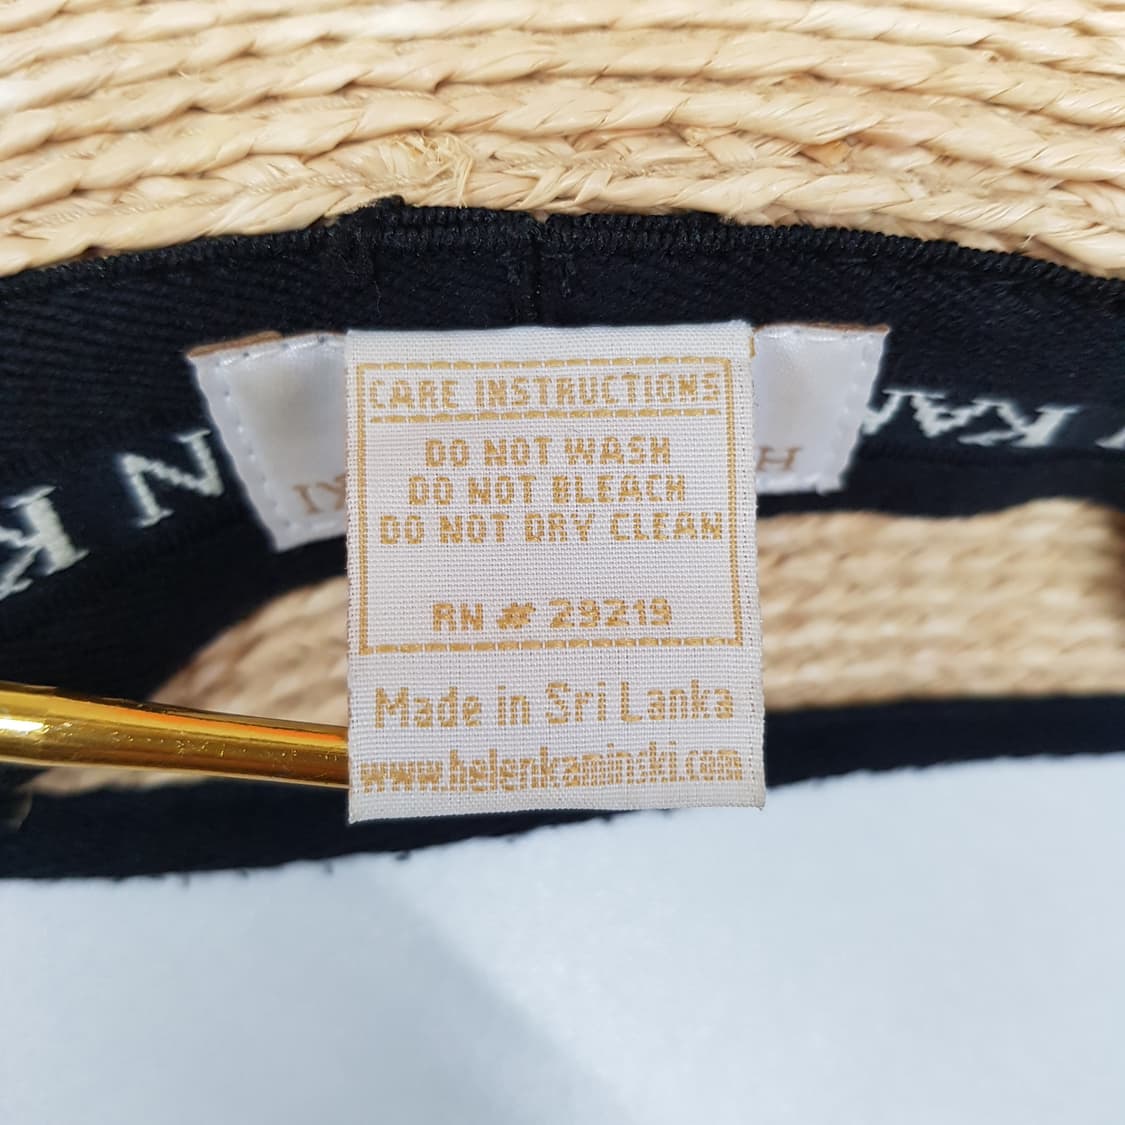 CARE INSTRUCTIONS
DO NOT WASH
DO NOT BLEACH
DO NOT DRY CLEAN
RN # 29219
Made in Sri Lanka
www.helenkaminski.com